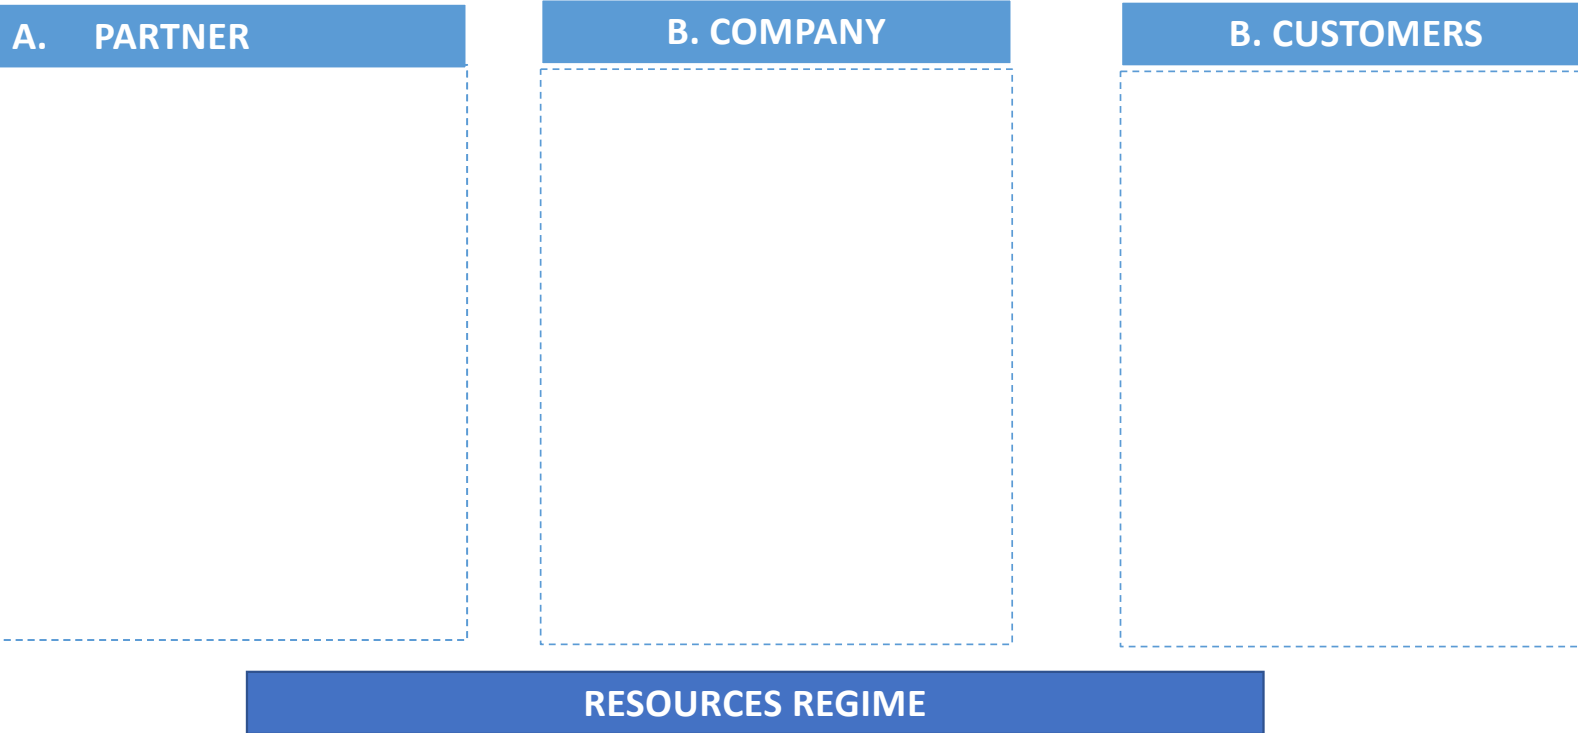 A. PARTNER
B. COMPANY
B. CUSTOMERS
RESOURCES REGIME